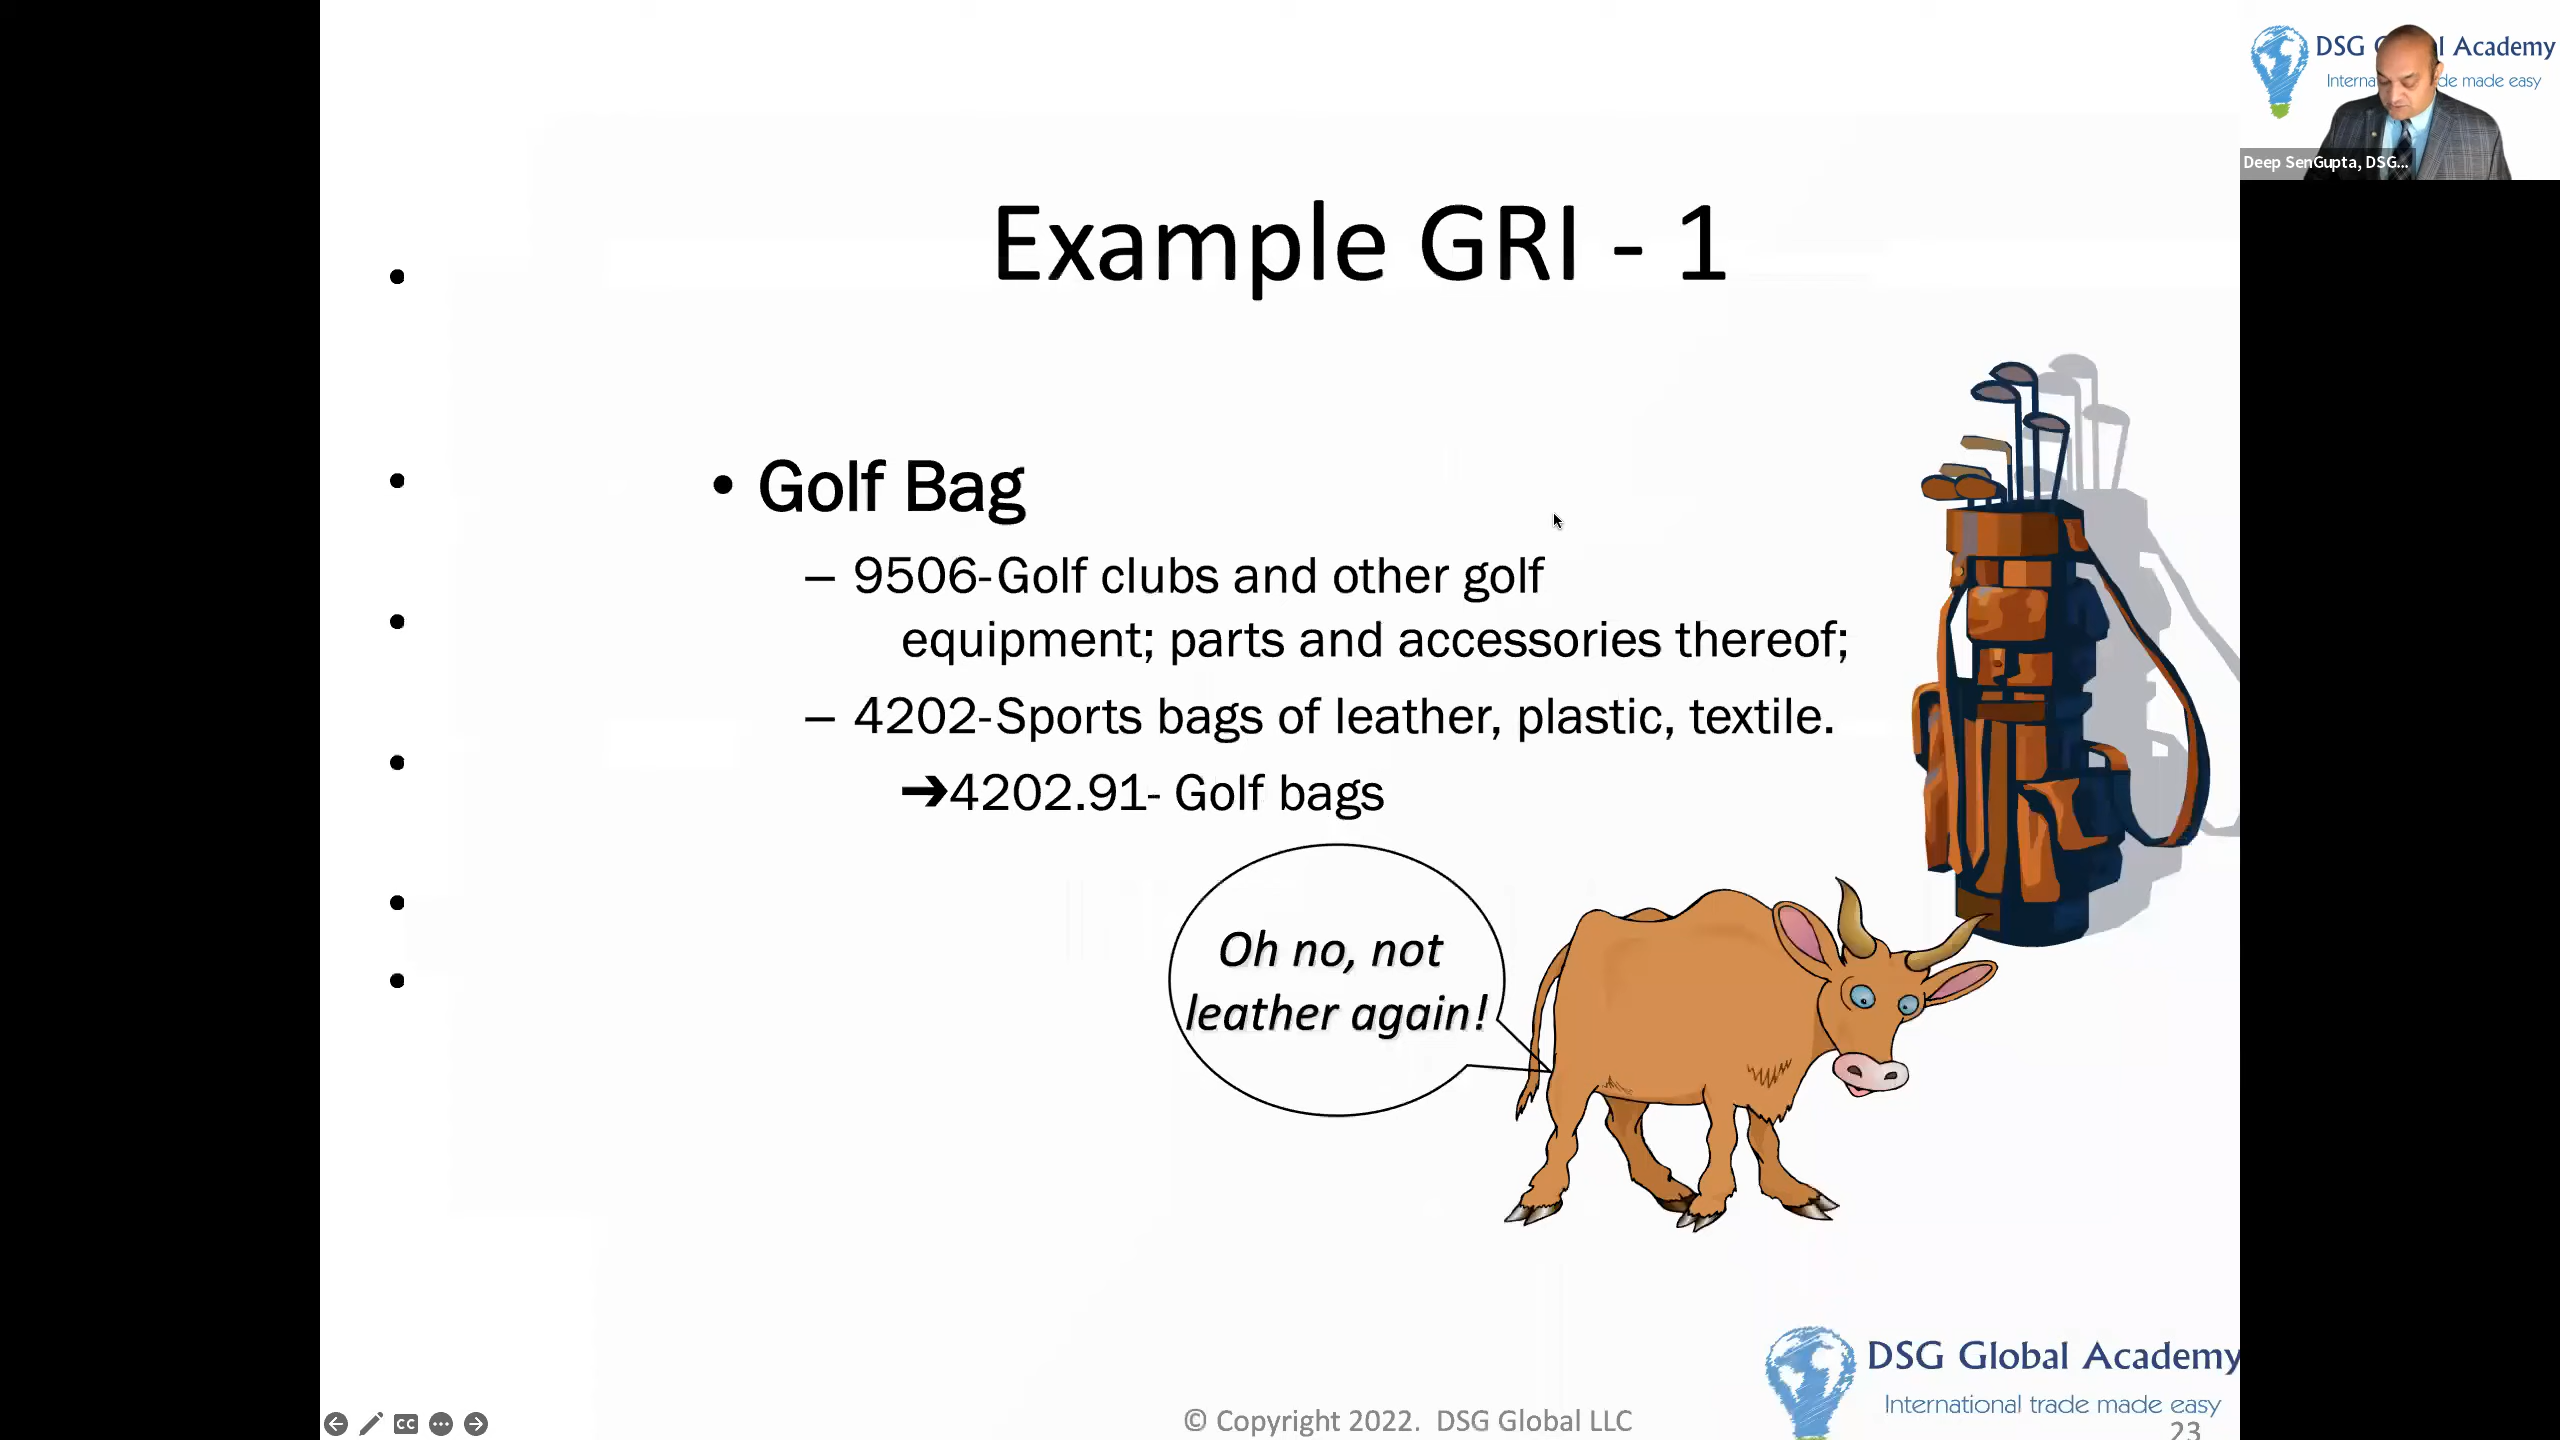 DSG G l Academy
Interna de made easy
Deep SenGupta, DSG...
Example GRI - 1
• Golf Bag
– 9506-Golf clubs and other golf
equipment; parts and accessories thereof;
– 4202-Sports bags of leather, plastic, textile.
➔4202.91- Golf bags
Oh no, not
leather again!
DSG Global Academy
International trade made easy
CC
© Copyright 2022. DSG Global LLC
23